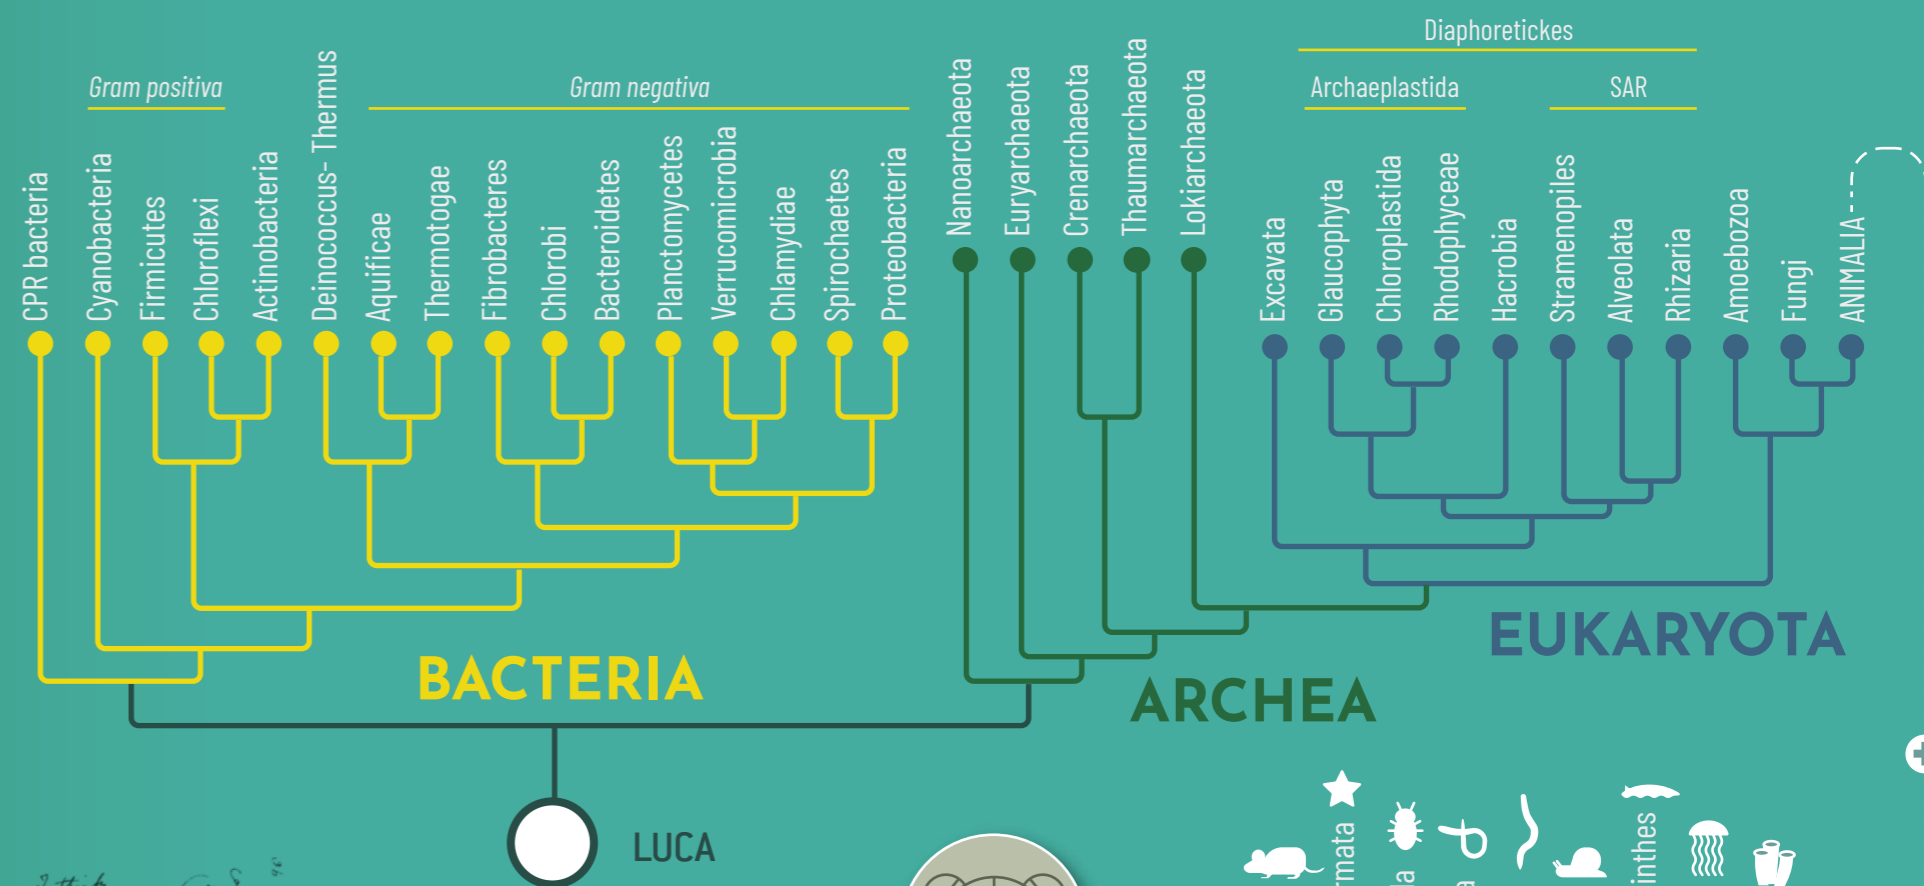 Diaphoretickes
Gram positiva
Gram negativa
Archaeplastida
SAR
CPR bacteria
Cyanobacteria
Firmicutes
Chloroflexi
Actinobacteria
Deinococcus- Thermus
Aquificae
Thermotogae
Fibrobacteres
Chlorobi
Bacteroidetes
Planctomycetes
Verrucomicrobia
Chlamydiae
Spirochaetes
Proteobacteria
Nanoarchaeota
Euryarchaeota
Crenarchaeota
Thaumarchaeota
Lokiarchaeota
Excavata
Glaucophyta
Chloroplastida
Rhodophyceae
Hacrobia
Stramenopiles
Alveolata
Rhizaria
Amoebozoa
Fungi
ANIMALIA
BACTERIA
ARCHEA
EUKARYOTA
LUCA
rmata
inthes